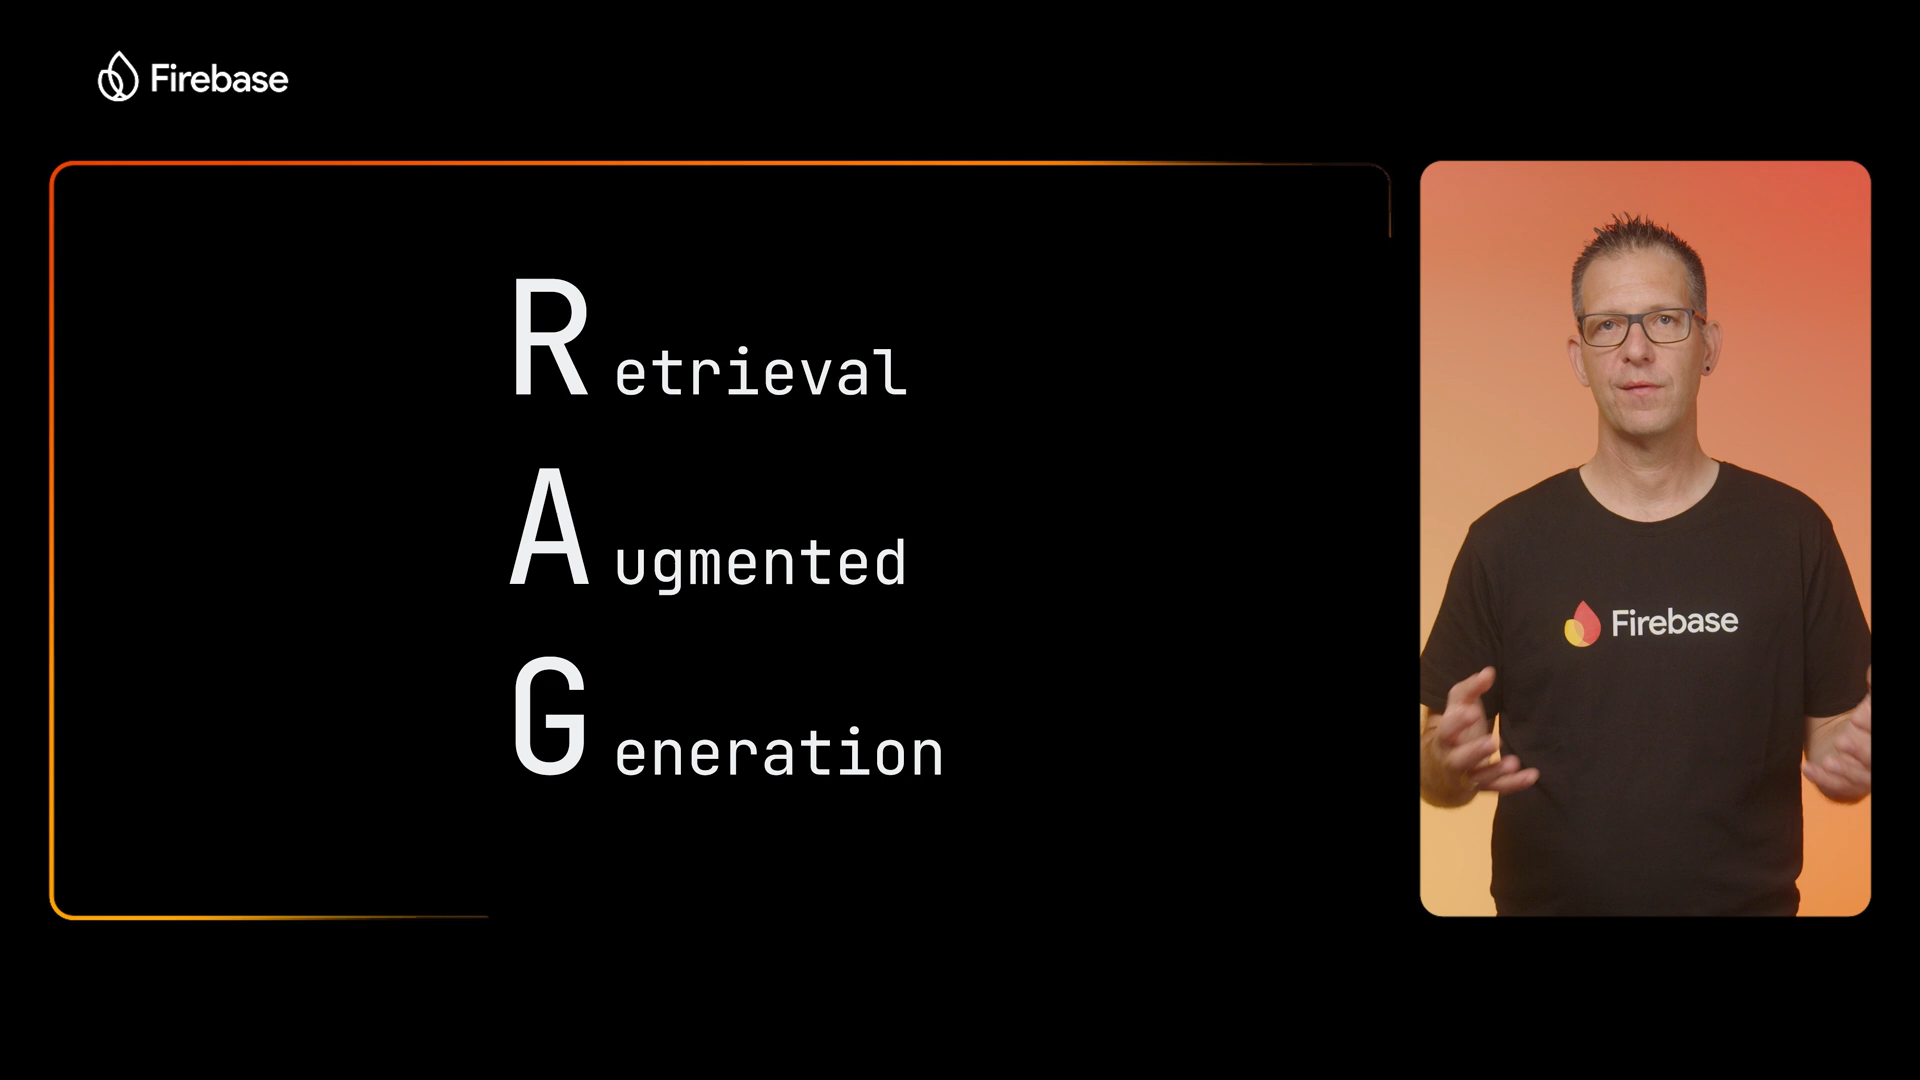 Firebase
Retrieval
Augmented
Generation
Firebase